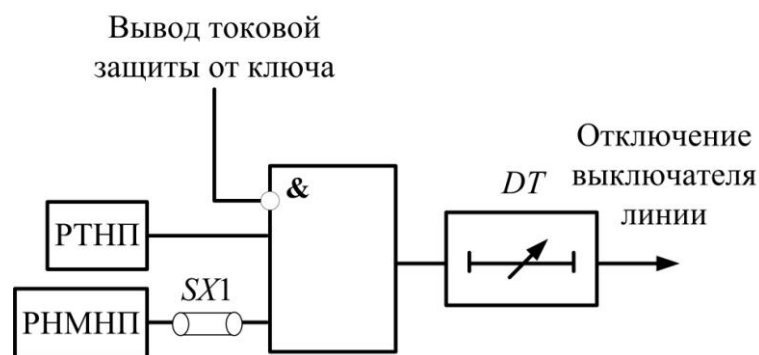 Вывод токовой
защиты от ключа
&
РТНП
РНМНП
SX1
DT
Отключение
выключателя
линии